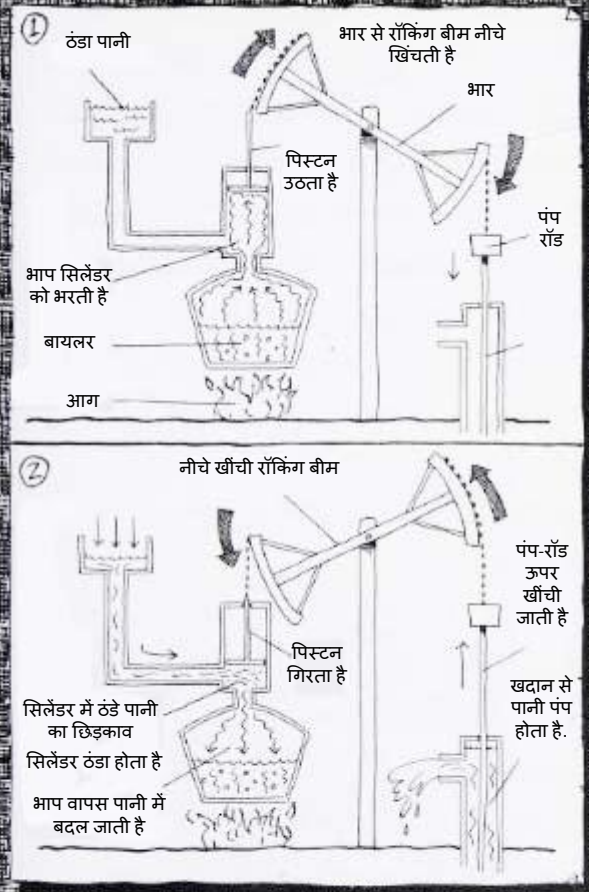 1
ठंडा पानी
भार से रॉकिंग बीम नीचे
खिंचती है
भार
पिस्टन
उठता है
पंप
रॉड
भाप सिलेंडर
को भरती है
बायलर
आग
2
नीचे खींची रॉकिंग बीम
पंप-रॉड
ऊपर
खींची
जाती है
पिस्टन
गिरता है
खदान से
पानी पंप
होता है.
सिलेंडर में ठंडे पानी
का छिड़काव
सिलेंडर ठंडा होता है
भाप वापस पानी में
बदल जाती है